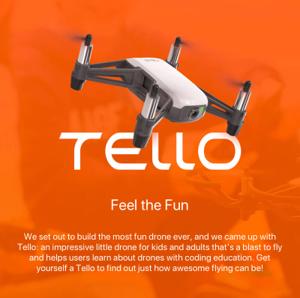 TELLO
Feel the Fun
We set out to build the most fun drone ever, and we came up with
Tello: an impressive little drone for kids and adults that's a blast to fly
and helps users learn about drones with coding education. Get
yourself a Tello to find out just how awesome flying can be!